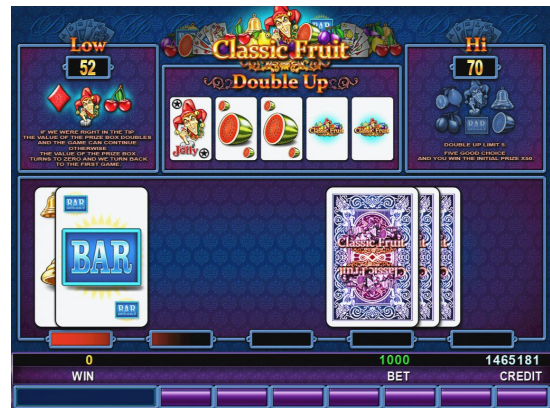 Low
52
IF WE WERE RIGHT IN THE TIP
THE VALUE OF THE PRIZE BOX DOUBLES
AND THE GAME CAN CONTINUE.
OTHERWISE
THE VALUE OF THE PRIZE BOX
TURNS TO ZERO AND WE TURN BACK
TO THE FIRST GAME.
BAR
Classic Fruit
Double Up
Jolly
Classic Fruit
Classic Fruit
Hi
70
BAR
DOUBLE UP LIMIT 5
FIVE GOOD CHOICE
AND YOU WIN THE INITIAL PRIZE X50
BAR
BAR
BAR
Classic Fruit
Classic Fruit
0
1000
1465181
WIN
BET
CREDIT